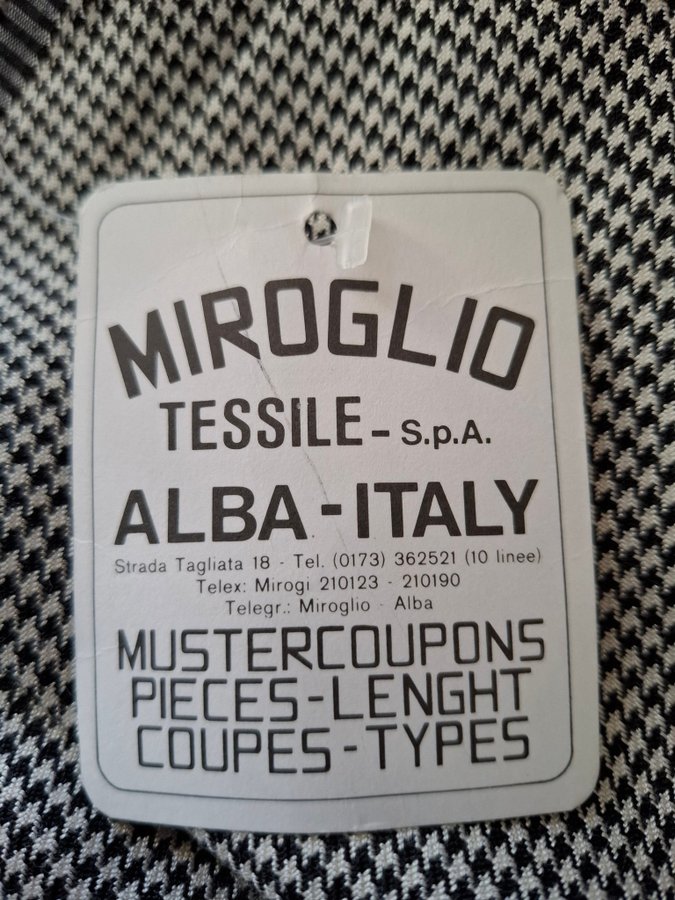 MIROGLIO
TESSILE - S.p.A.
ALBA - ITALY
Strada Tagliata 18 - Tel. (0173) 362521 (10 linee)
Telex: Mirogi 210123 - 210190
Telegr.: Miroglio - Alba
MUSTERCOUPONS
PIECES-LENGHT
COUPES-TYPES